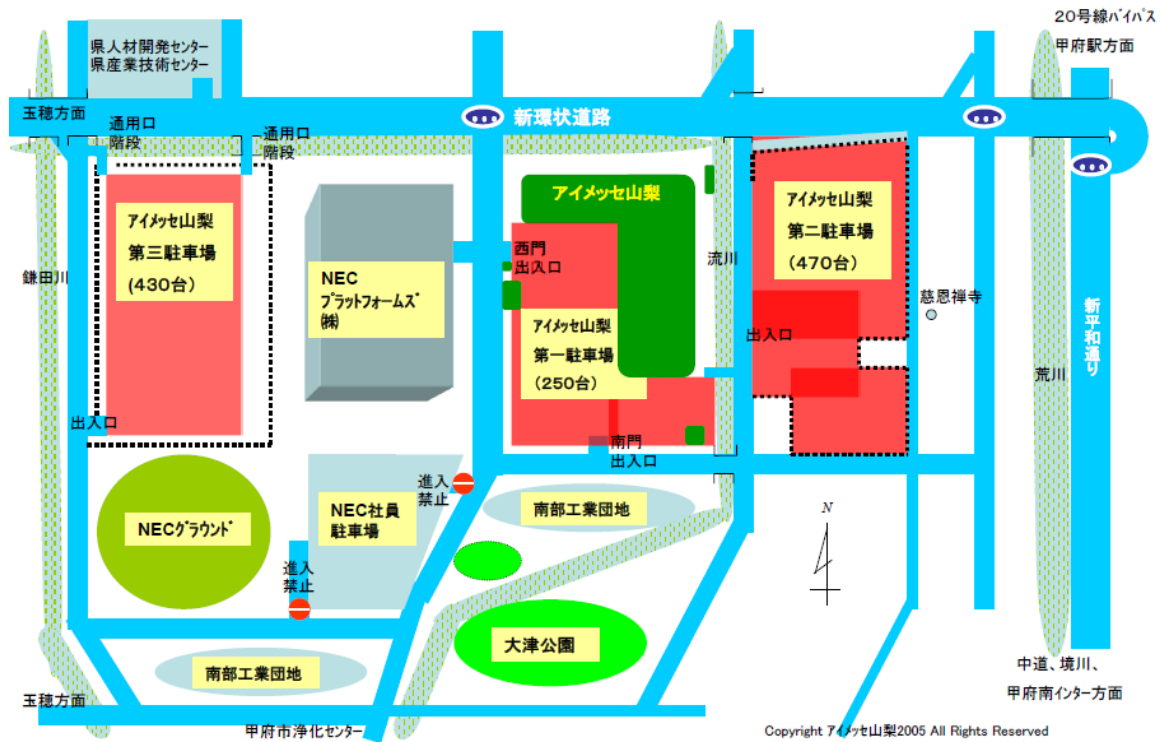 20号線ﾊﾞｲﾊﾟｽ
甲府駅方面
県人材開発センター
県産業技術センター
玉穂方面
新環状道路
通用口
階段
通用口
階段
アイメッセ山梨
アイメッセ山梨
第三駐車場
(430台)
NEC
ﾌﾟﾗｯﾄﾌｫｰﾑｽﾞ
㈱
西門
出入口
アイメッセ山梨
第一駐車場
(250台)
流川
アイメッセ山梨
第二駐車場
(470台)
慈恩禅寺
鎌田川
新平和通り
荒川
出入口
出入口
南門
出入口
進入
禁止
NECｸﾞﾗｳﾝﾄﾞ
NEC社員
駐車場
南部工業団地
N
進入
禁止
大津公園
南部工業団地
玉穂方面
中道、境川、
甲府南インター方面
甲府市浄化センター
Copyright アイメッセ山梨2005 All Rights Reserved